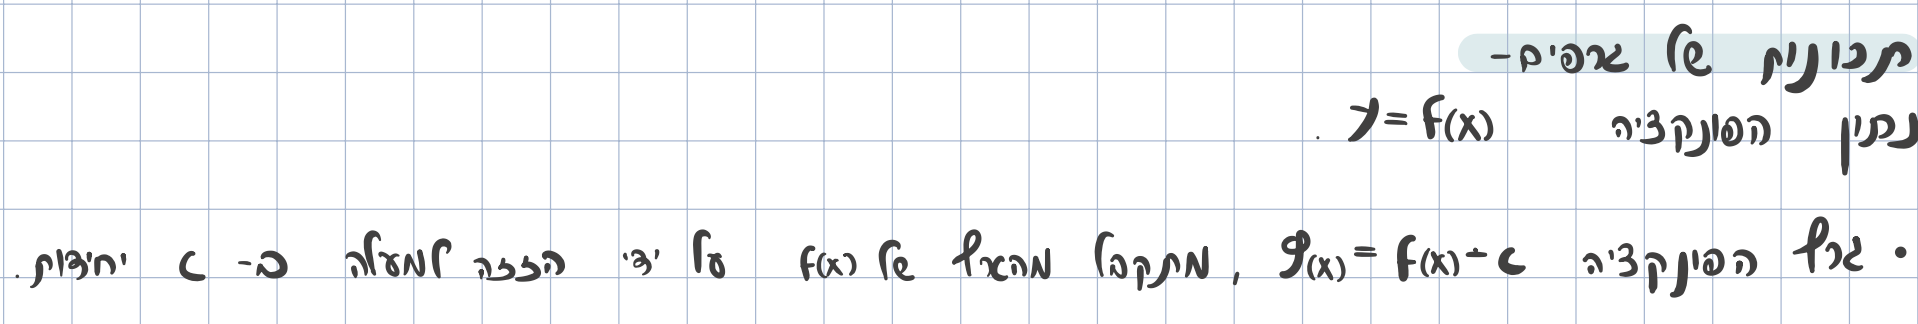 תכונות של גרפים-
נתון הפונקציה y = f(x) .
• גרף הפונקציה g(x) = f(x) + c , מתקבל מהגרף של f(x) על ידי הזזה למעלה ב- c יחידות.